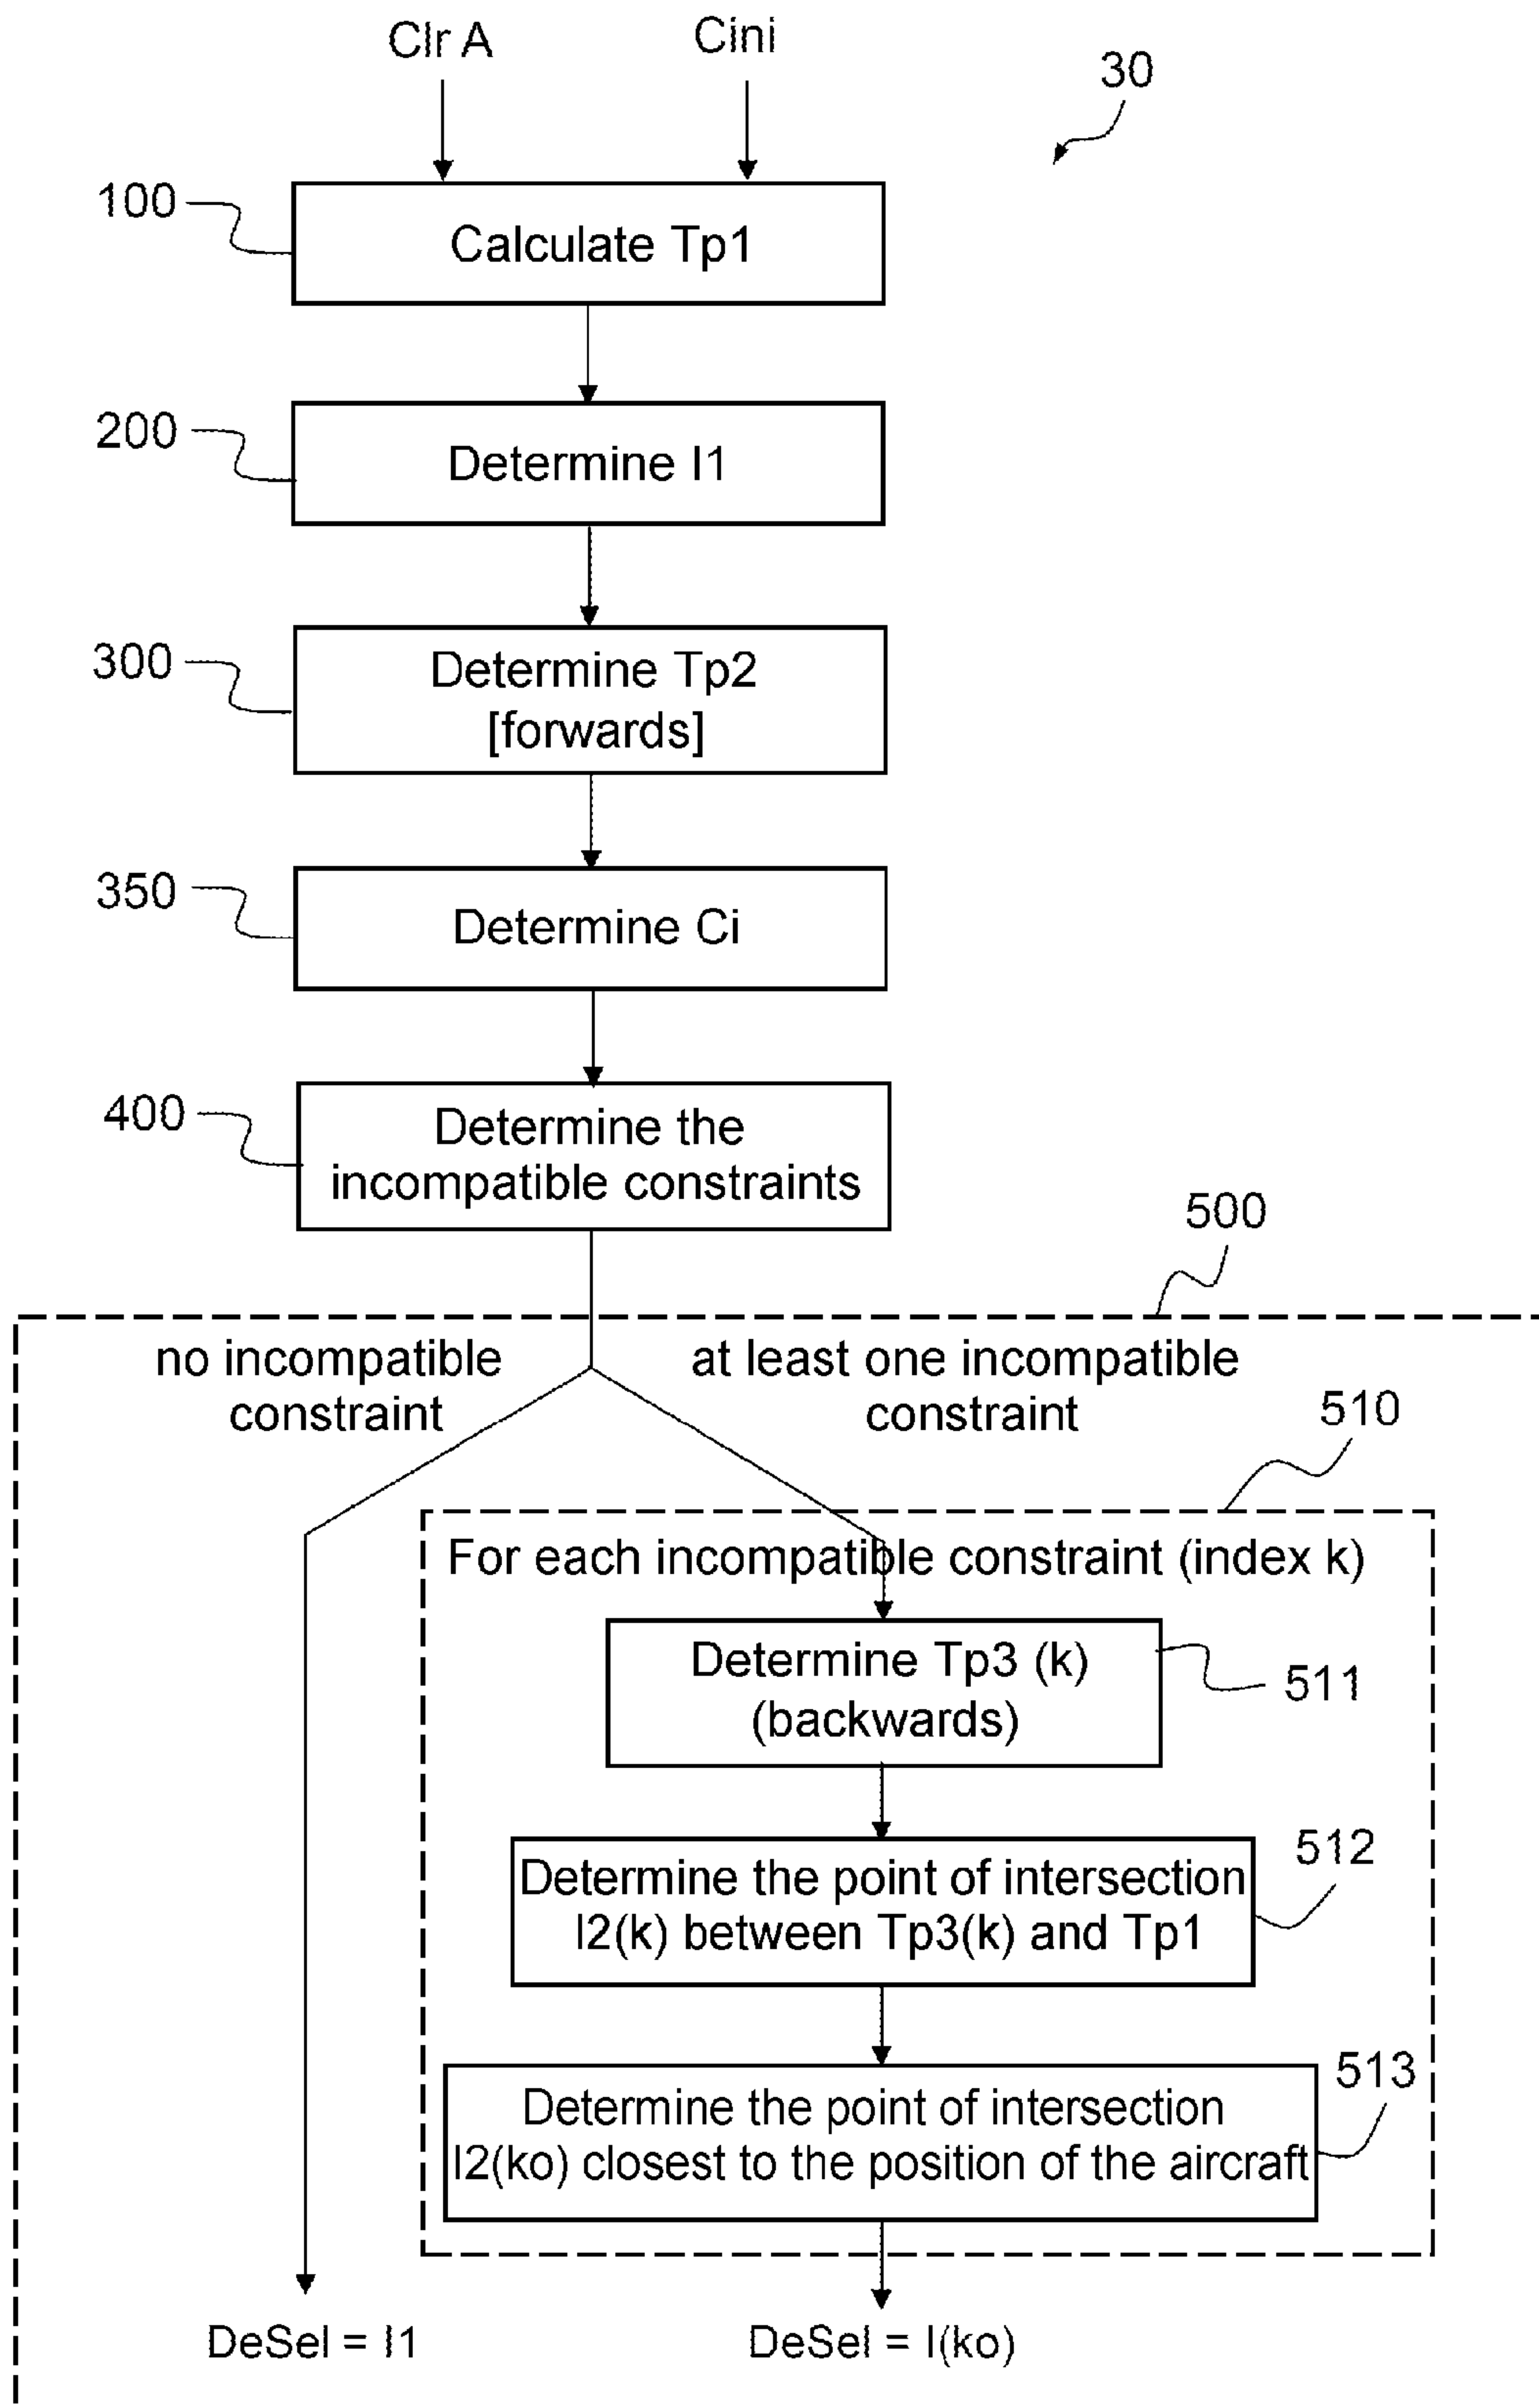 Clr A
Cini
30
100
Calculate Tp1
200
Determine I1
300
Determine Tp2
[forwards]
350
Determine Ci
400
Determine the
incompatible constraints
500
no incompatible
constraint
at least one incompatible
constraint
510
For each incompatible constraint (index k)
Determine Tp3 (k)
(backwards)
511
Determine the point of intersection
I2(k) between Tp3(k) and Tp1
512
Determine the point of intersection
I2(ko) closest to the position of the aircraft
513
DeSel = I1
DeSel = I(ko)